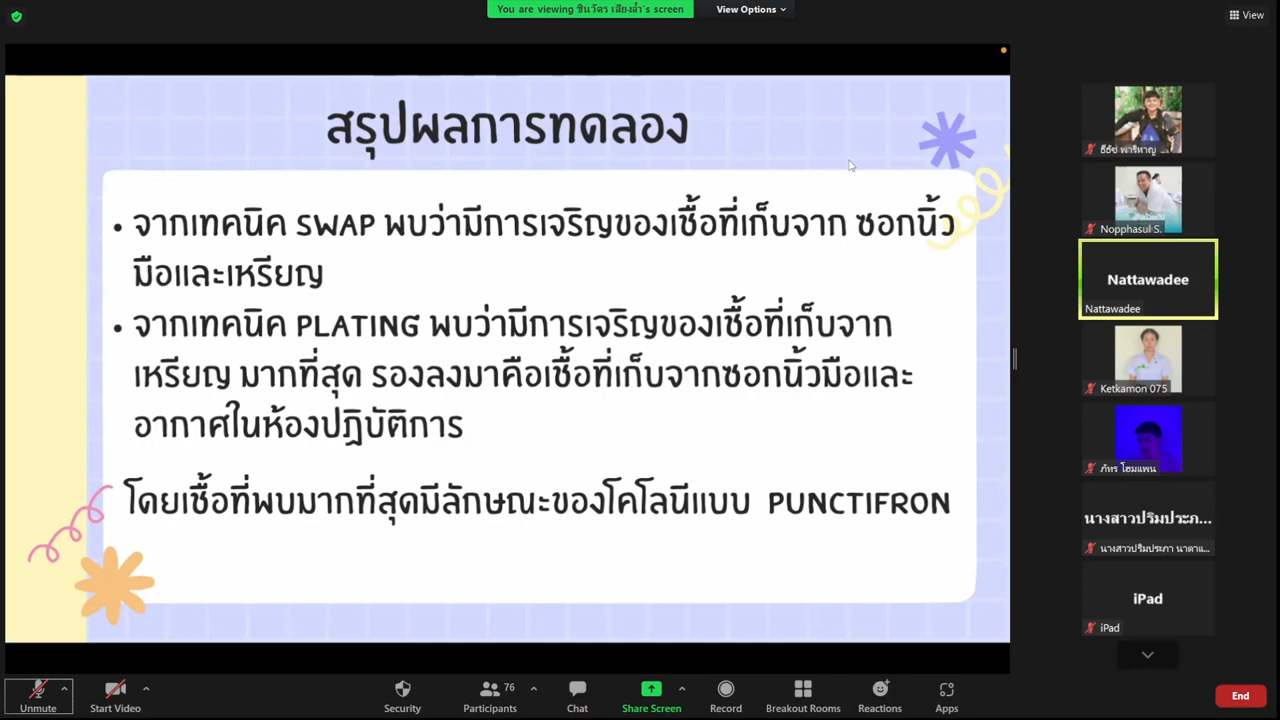 You are viewing ชินวัตร เสียงล้ำ's screen
View Options
View
สรุปผลการทดลอง
• จากเทคนิค SWAP พบว่ามีการเจริญของเชื้อที่เก็บจาก ซอกนิ้ว
มือและเหรียญ
• จากเทคนิค PLATING พบว่ามีการเจริญของเชื้อที่เก็บจาก
เหรียญ มากที่สุด รองลงมาคือเชื้อที่เก็บจากซอกนิ้วมือและ
อากาศในห้องปฏิบัติการ
โดยเชื้อที่พบมากที่สุดมีลักษณะของโคโลนีแบบ PUNCTIFRON
ธีธัช พาริหาญ
Nopphasul S.
Nattawadee
Nattawadee
Ketkamon 075
ภัทร โฮมแพน
นางสาวปริมประภ...
นางสาวปริมประภา นาตาแ...
iPad
iPad
Unmute
Start Video
Security
Participants
76
Chat
Share Screen
Record
Breakout Rooms
Reactions
Apps
End